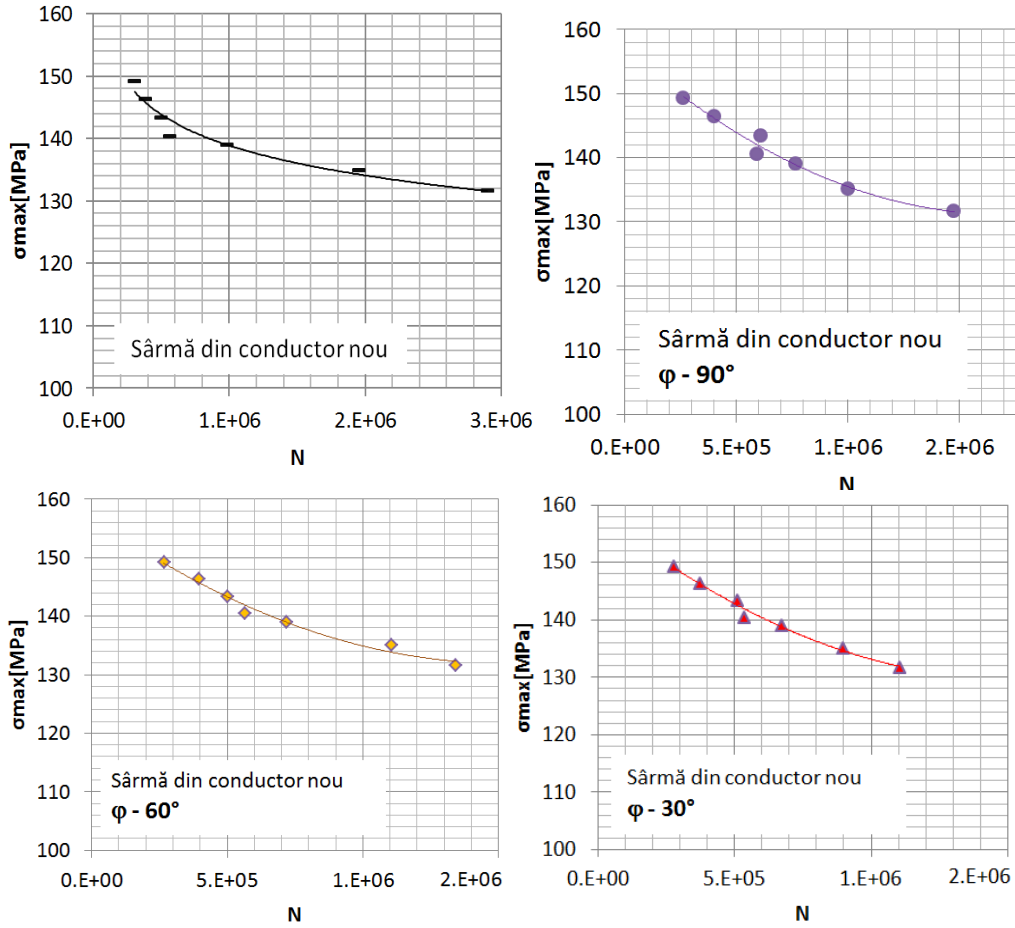 160
150
140
130
120
110
100
σmax[MPa]
Sârmă din conductor nou
0.E+00 1.E+06 2.E+06 3.E+06
N
160
150
140
130
120
110
100
σmax[MPa]
Sârmă din conductor nou
φ - 90°
0.E+00 5.E+05 1.E+06 2.E+06
N
160
150
140
130
120
110
100
σmax[MPa]
Sârmă din conductor nou
φ - 60°
0.E+00 5.E+05 1.E+06 2.E+06
N
160
150
140
130
120
110
100
σmax[MPa]
Sârmă din conductor nou
φ - 30°
0.E+00 5.E+05 1.E+06 2.E+06
N